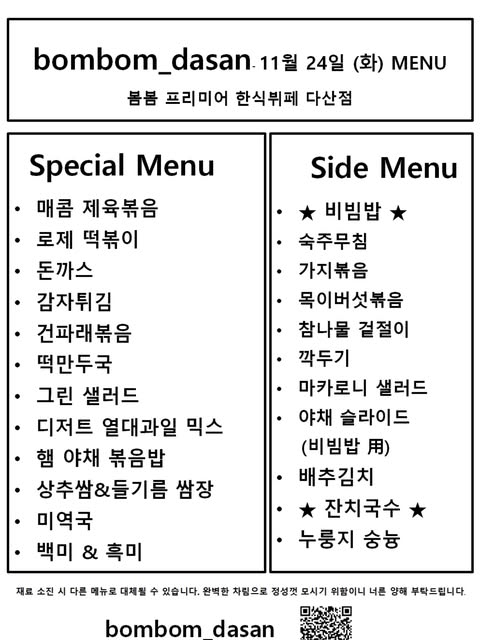 bombom_dasan- 11월 24일 (화) MENU
봄봄 프리미어 한식뷔페 다산점
Special Menu
• 매콤 제육볶음
• 로제 떡볶이
• 돈까스
• 감자튀김
• 건파래볶음
• 떡만두국
• 그린 샐러드
• 디저트 열대과일 믹스
• 햄 야채 볶음밥
• 상추쌈&들기름 쌈장
• 미역국
• 백미 & 흑미
Side Menu
• ★ 비빔밥 ★
• 숙주무침
• 가지볶음
• 목이버섯볶음
• 참나물 겉절이
• 깍두기
• 마카로니 샐러드
• 야채 슬라이드
(비빔밥 用)
• 배추김치
• ★ 잔치국수 ★
• 누룽지 숭늉
재료 소진 시 다른 메뉴로 대체될 수 있습니다. 완벽한 차림으로 정성껏 모시기 위함이니 너른 양해 부탁드립니다.
bombom_dasan